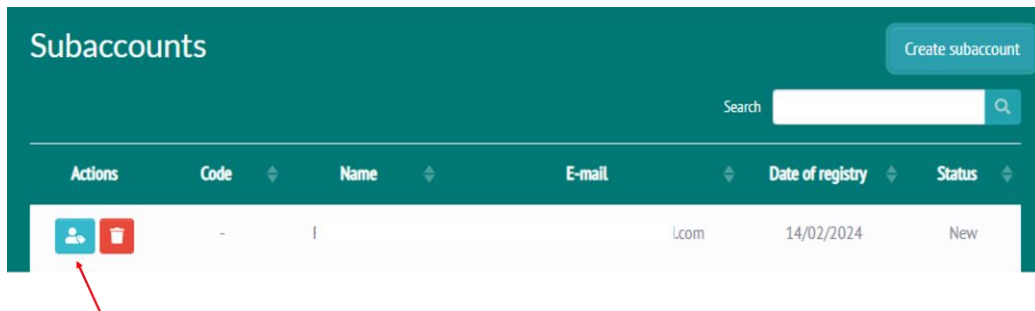 Subaccounts
Create subaccount
Search
Actions Code Name E-mail Date of registry Status
- .com 14/02/2024 New